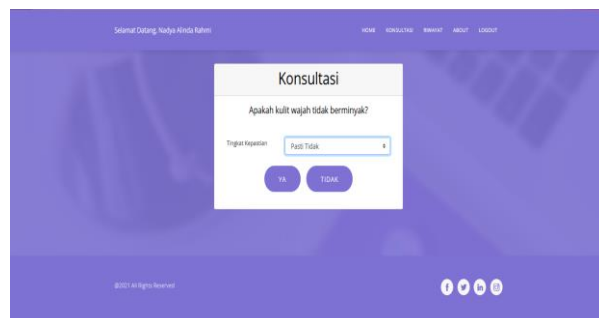 Selamat Datang, Nadya Alinda Rahmi
HOME KONSULTASI RIWAYAT ABOUT LOGOUT
Konsultasi
Apakah kulit wajah tidak berminyak?
Tingkat Kepastian Pasti Tidak
YA TIDAK
@2021 All Rights Reserved